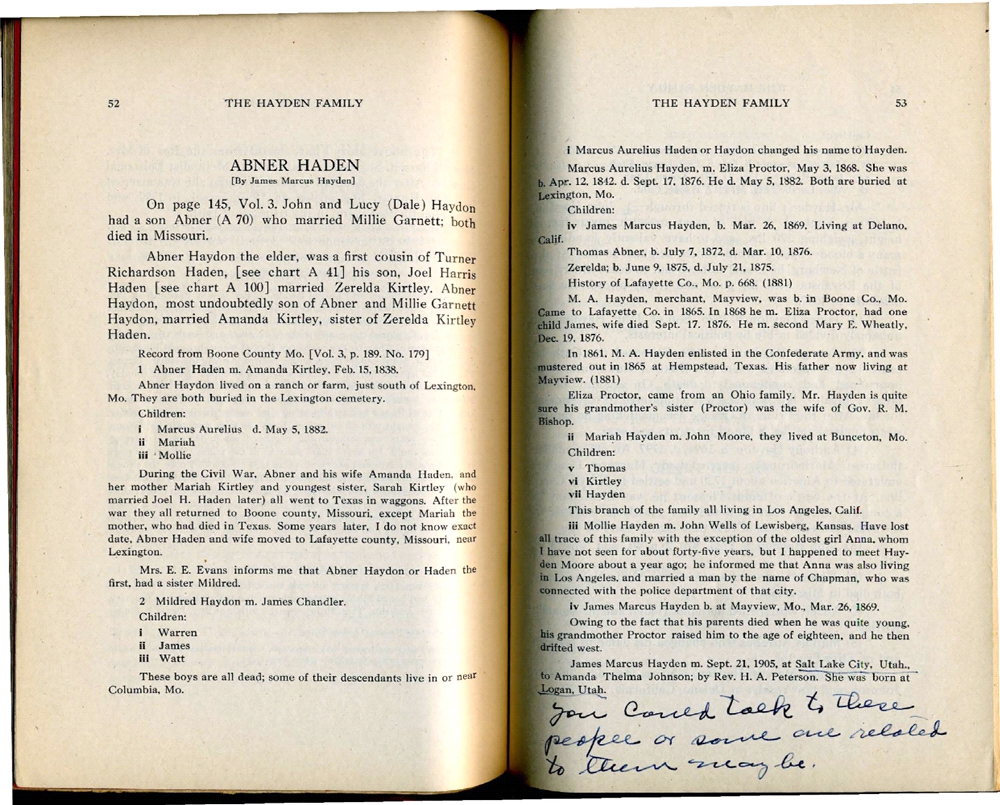 52
THE HAYDEN FAMILY
ABNER HADEN
[By James Marcus Hayden]
On page 145, Vol. 3. John and Lucy (Dale) Haydon
had a son Abner (A 70) who married Millie Garnett; both
died in Missouri.
Abner Haydon the elder, was a first cousin of Turner
Richardson Haden, [see chart A 41] his son, Joel Harris
Haden [see chart A 100] married Zerelda Kirtley. Abner
Haydon, most undoubtedly son of Abner and Millie Garnett
Haydon, married Amanda Kirtley, sister of Zerelda Kirtley
Haden.
Record from Boone County Mo. [Vol. 3, p. 189. No. 179]
1 Abner Haden m. Amanda Kirtley, Feb. 15, 1838.
Abner Haydon lived on a ranch or farm, just south of Lexington,
Mo. They are both buried in the Lexington cemetery.
Children:
i Marcus Aurelius d. May 5, 1882.
ii Mariah
iii Mollie
During the Civil War, Abner and his wife Amanda Haden, and
her mother Mariah Kirtley and youngest sister, Sarah Kirtley (who
married Joel H. Haden later) all went to Texas in waggons. After the
war they all returned to Boone county, Missouri, except Mariah the
mother, who had died in Texas. Some years later, I do not know exact
date, Abner Haden and wife moved to Lafayette county, Missouri, near
Lexington.
Mrs. E. E. Evans informs me that Abner Haydon or Haden the
first, had a sister Mildred.
2 Mildred Haydon m. James Chandler.
Children:
i Warren
ii James
iii Watt
These boys are all dead; some of their descendants live in or near
Columbia, Mo.
THE HAYDEN FAMILY
53
i Marcus Aurelius Haden or Haydon changed his name to Hayden.
Marcus Aurelius Hayden, m. Eliza Proctor, May 3, 1868. She was
b. Apr. 12, 1842. d. Sept. 17, 1876. He d. May 5, 1882. Both are buried at
Lexington, Mo.
Children:
iv James Marcus Hayden, b. Mar. 26, 1869. Living at Delano,
Calif.
Thomas Abner, b. July 7, 1872, d. Mar. 10, 1876.
Zerelda; b. June 9, 1875, d. July 21, 1875.
History of Lafayette Co., Mo. p. 668. (1881)
M. A. Hayden, merchant, Mayview, was b. in Boone Co., Mo.
Came to Lafayette Co. in 1865. In 1868 he m. Eliza Proctor, had one
child James, wife died Sept. 17. 1876. He m. second Mary E. Wheatly,
Dec. 19, 1876.
In 1861, M. A. Hayden enlisted in the Confederate Army, and was
mustered out in 1865 at Hempstead, Texas. His father now living at
Mayview. (1881)
Eliza Proctor, came from an Ohio family. Mr. Hayden is quite
sure his grandmother's sister (Proctor) was the wife of Gov. R. M.
Bishop.
ii Mariah Hayden m. John Moore, they lived at Bunceton, Mo.
Children:
v Thomas
vi Kirtley
vii Hayden
This branch of the family all living in Los Angeles, Calif.
iii Mollie Hayden m. John Wells of Lewisberg, Kansas. Have lost
all trace of this family with the exception of the oldest girl Anna, whom
I have not seen for about forty-five years, but I happened to meet Hay-
den Moore about a year ago; he informed me that Anna was also living
in Los Angeles, and married a man by the name of Chapman, who was
connected with the police department of that city.
iv James Marcus Hayden b. at Mayview, Mo., Mar. 26, 1869.
Owing to the fact that his parents died when he was quite young,
his grandmother Proctor raised him to the age of eighteen, and he then
drifted west.
James Marcus Hayden m. Sept. 21, 1905, at Salt Lake City, Utah.,
to Amanda Thelma Johnson; by Rev. H. A. Peterson. She was born at
Logan, Utah.
you Could talk to these
people or some one related
to them maybe.